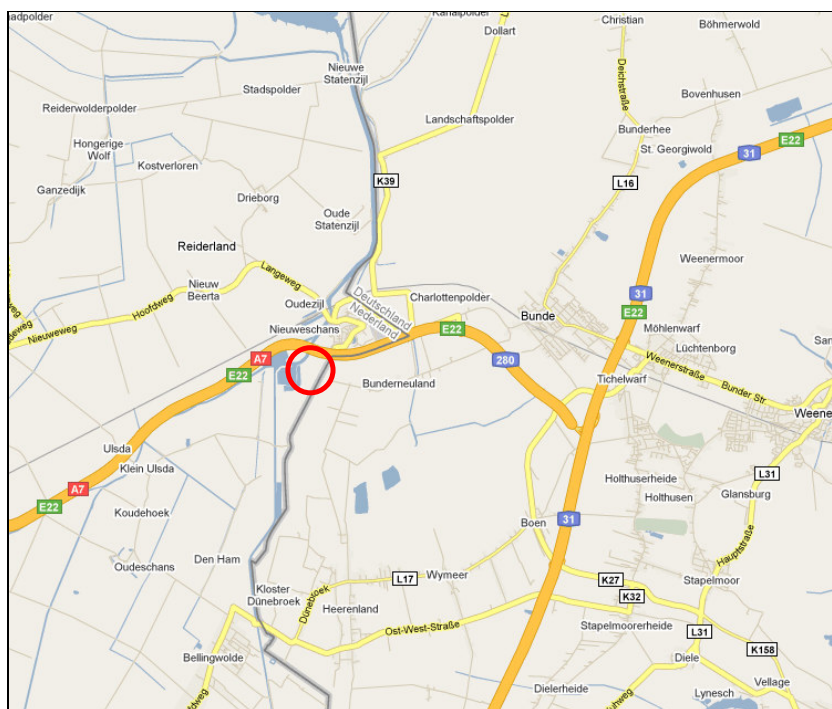 Kanalpolder
Christian
Böhmerwold
Dollart
Nieuwe
Statenzijl
Deichstraße
Stadspolder
Bovenhusen
Reiderwolderpolder
Landschaftspolder
Bunderhee
Hongerige
Wolf
St. Georgiwold
31
E22
Kostverloren
K39
L16
Ganzedijk
Drieborg
Oude
Statenzijl
Reiderland
Langeweg
Weenermoor
Nieuw
Beerta
Hoofdweg
Oudezijl
Deutschland
Nederland
Charlottenpolder
31
Nieuweweg
Nieuweschans
E22
Bunde
E22
Möhlenwarf
A7
E22
280
Lüchtenborg
Weenerstraße
Bunderneuland
Tichelwarf
Bunder Str
Weene
Ulsda
Klein Ulsda
A7
E22
Holthuserheide
Holthusen
L31
Glansburg
Koudehoek
Boen
31
Hauptstraße
Den Ham
Oudeschans
Kloster
Dünebroek
Dünebroek
L17
Wymeer
K27
Stapelmoor
Heerenland
K32
Ost-West-Straße
Stapelmoorerheide
L31
Bellingwolde
Diele
K158
Vellage
Dielerheide
Lynesch